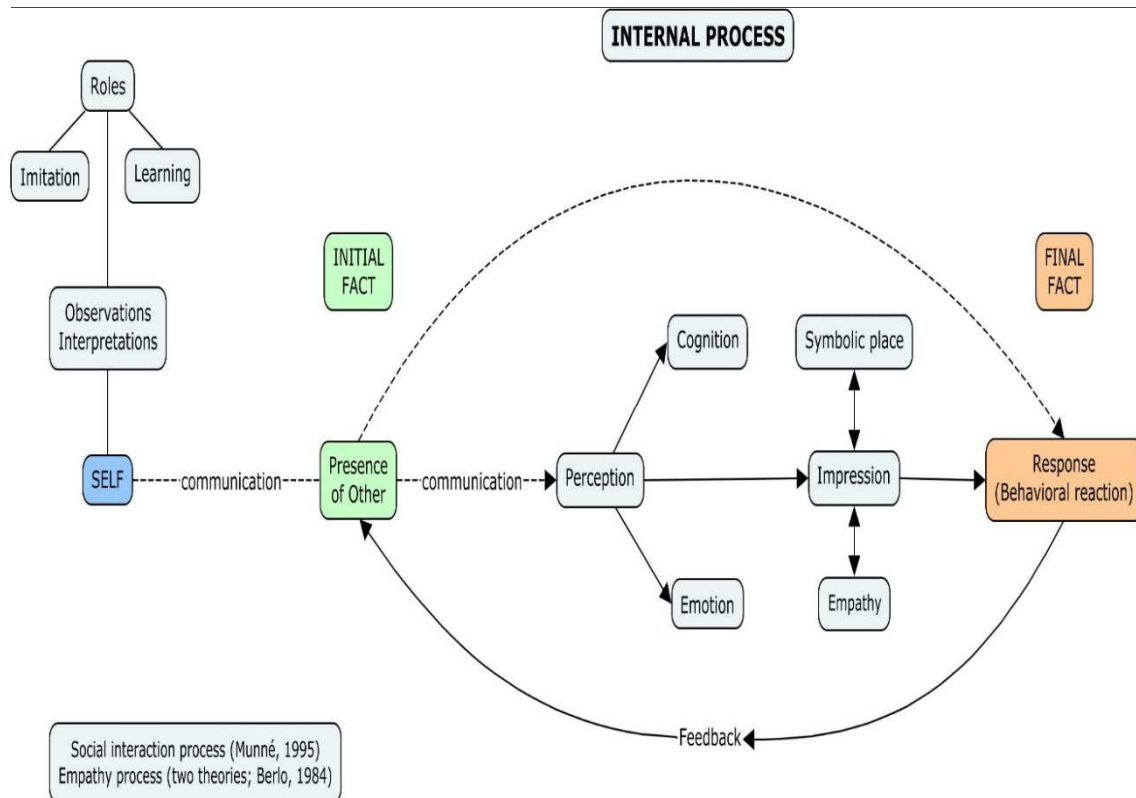 INTERNAL PROCESS
Roles
Imitation
Learning
INITIAL
FACT
FINAL
FACT
Observations
Interpretations
Cognition
Symbolic place
SELF
communication
Presence
of Other
communication
Perception
Impression
Response
(Behavioral reaction)
Emotion
Empathy
Feedback
Social interaction process (Munné, 1995)
Empathy process (two theories; Berlo, 1984)